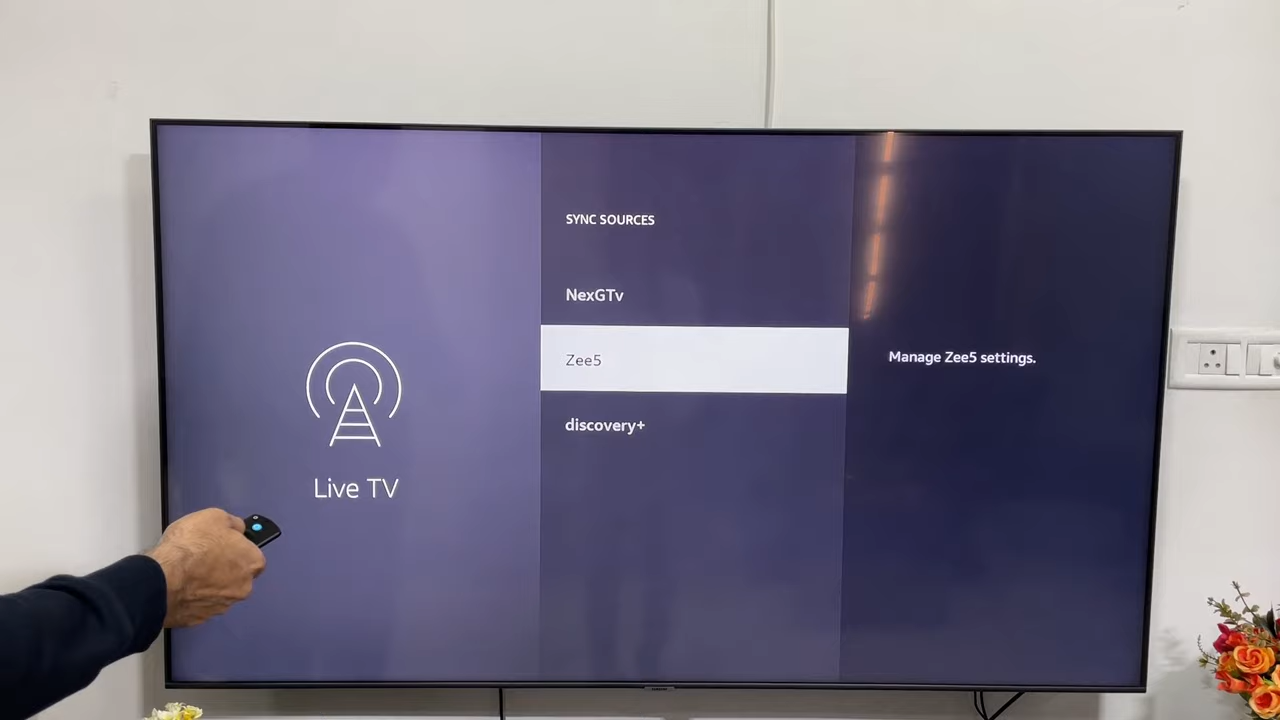 SYNC SOURCES
NexGTv
Zee5
Manage Zee5 settings.
discovery+
Live TV